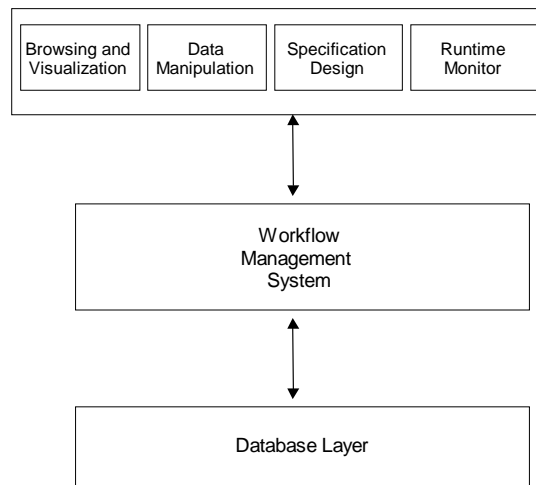 Browsing and
Visualization
Data
Manipulation
Specification
Design
Runtime
Monitor
Workflow
Management
System
Database Layer